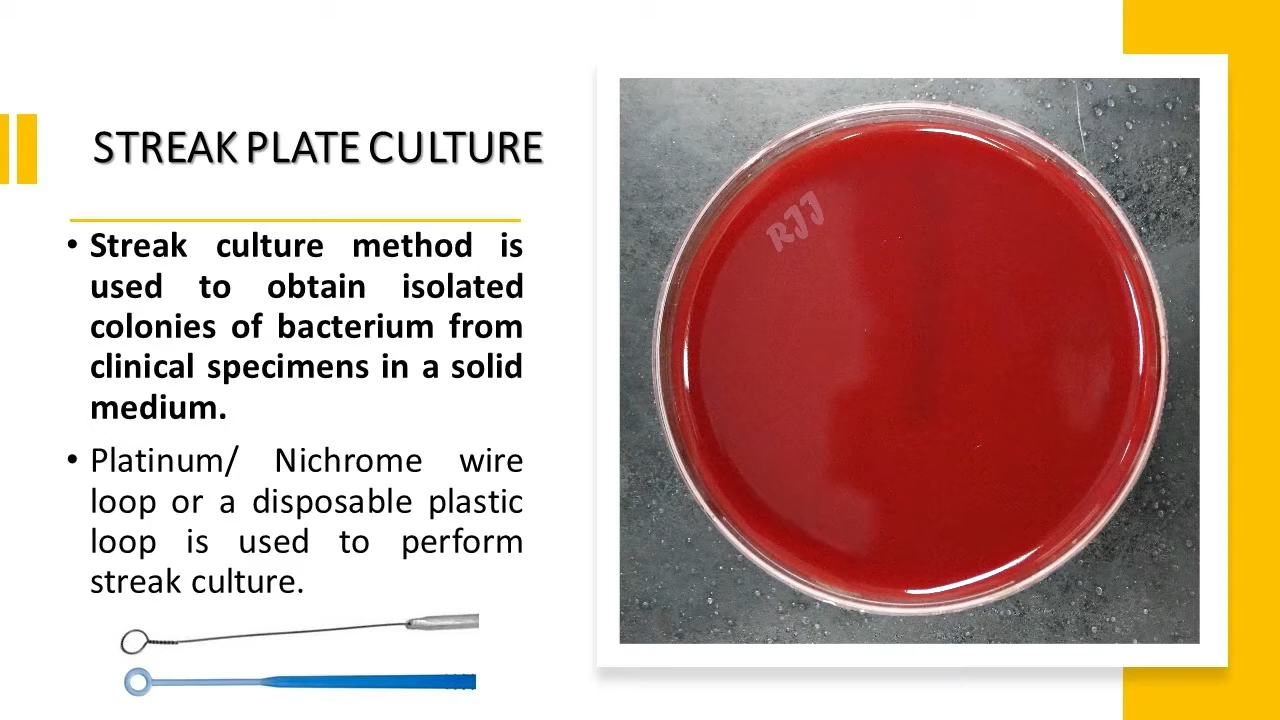 STREAK PLATE CULTURE
• Streak culture method is
used to obtain isolated
colonies of bacterium from
clinical specimens in a solid
medium.
• Platinum/ Nichrome wire
loop or a disposable plastic
loop is used to perform
streak culture.
RJJ